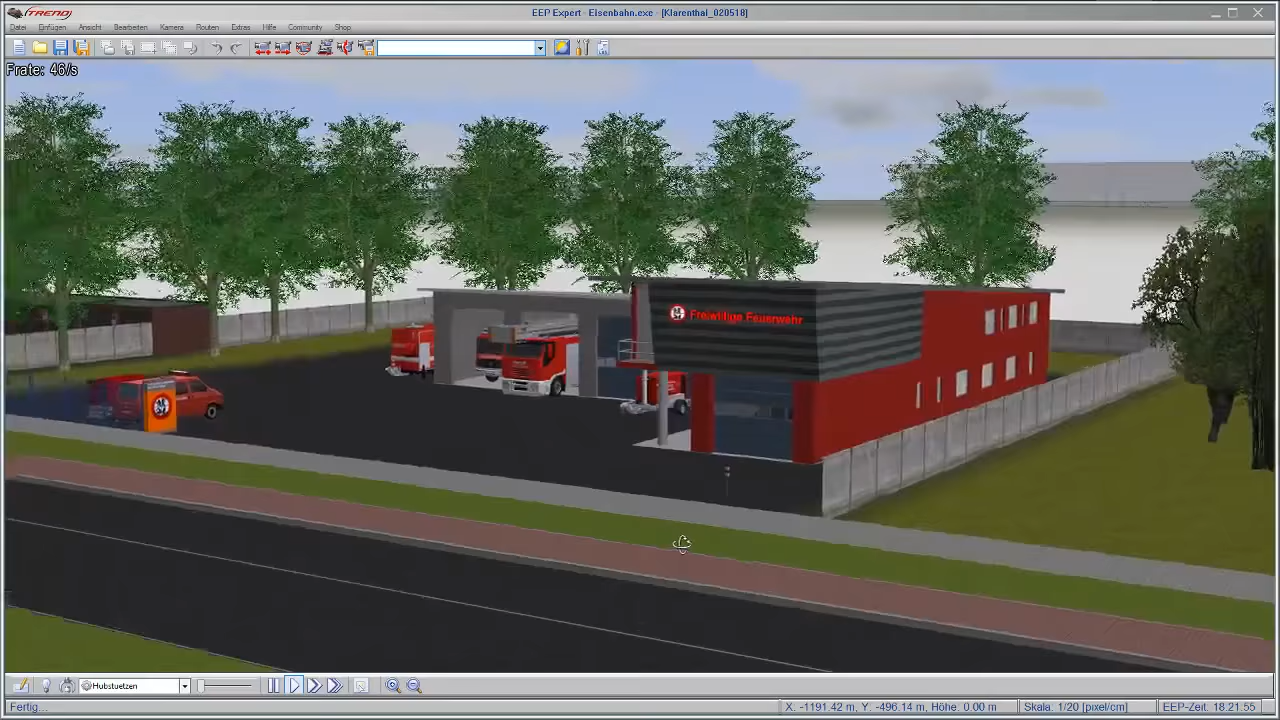 TREND
EEP Expert - Eisenbahn.exe - [Klarenthal_020518]
Datei Einfügen Ansicht Bearbeiten Kamera Routen Extras Hilfe Community Shop
Frate: 46/s
Freiwillige Feuerwehr
Hubstuetzen
Fertig...
X: -1191.42 m, Y: -496.14 m, Höhe: 0.00 m
Skala: 1/20 [pixel/cm]
EEP-Zeit: 18.21.55